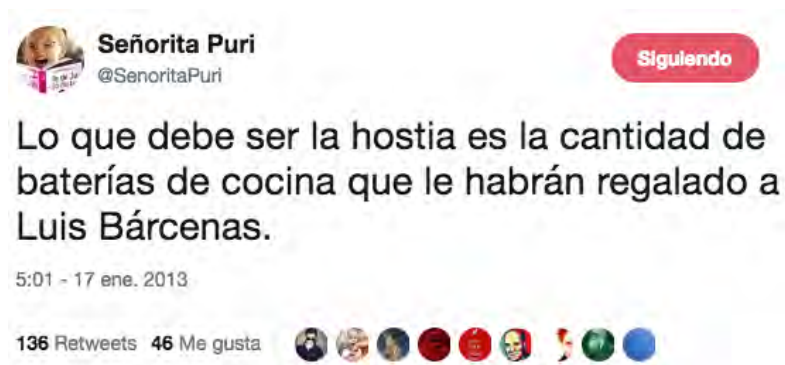 Señorita Puri
@SenoritaPuri
Siguiendo
Lo que debe ser la hostia es la cantidad de
baterías de cocina que le habrán regalado a
Luis Bárcenas.
5:01 - 17 ene. 2013
136 Retweets 46 Me gusta